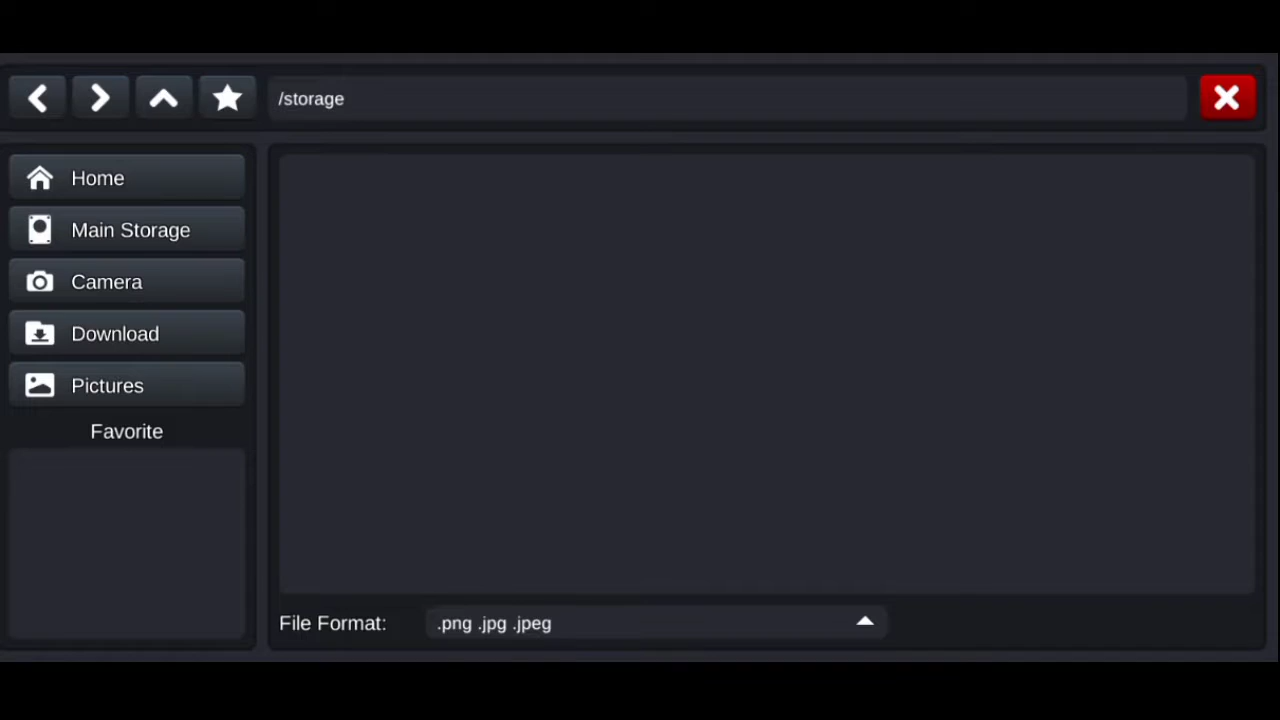 /storage
Home
Main Storage
Camera
Download
Pictures
Favorite
File Format: .png .jpg .jpeg